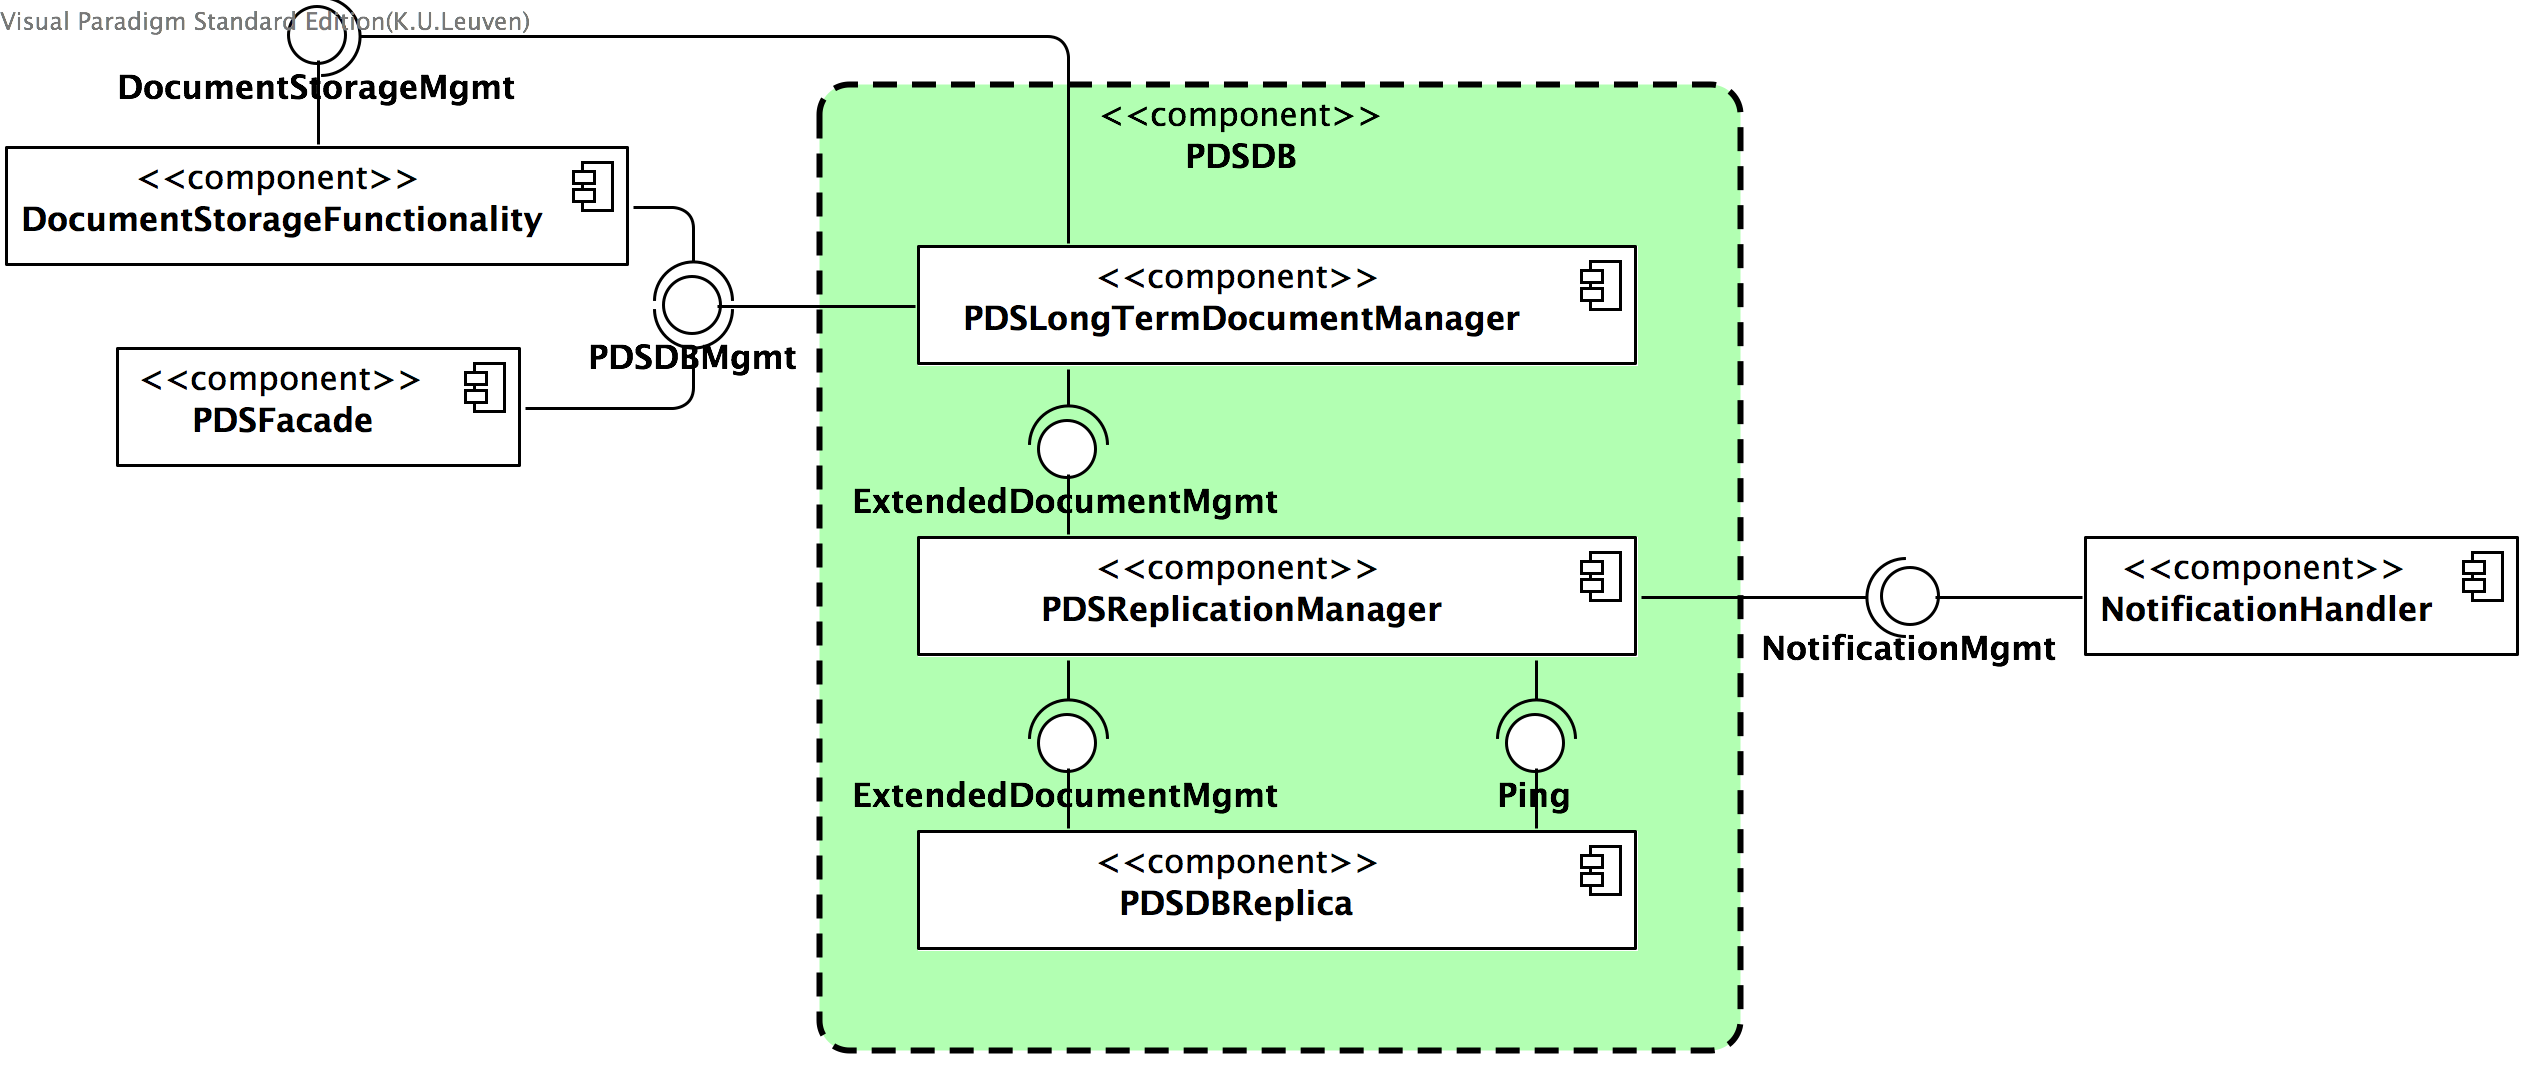 Visual Paradigm Standard Edition(K.U.Leuven)
DocumentStorageMgmt
<<component>>
DocumentStorageFunctionality
<<component>>
PDSFacade
PDSDBMgmt
<<component>>
PDSDB
<<component>>
PDSLongTermDocumentManager
ExtendedDocumentMgmt
<<component>>
PDSReplicationManager
NotificationMgmt
<<component>>
NotificationHandler
ExtendedDocumentMgmt
Ping
<<component>>
PDSDBReplica